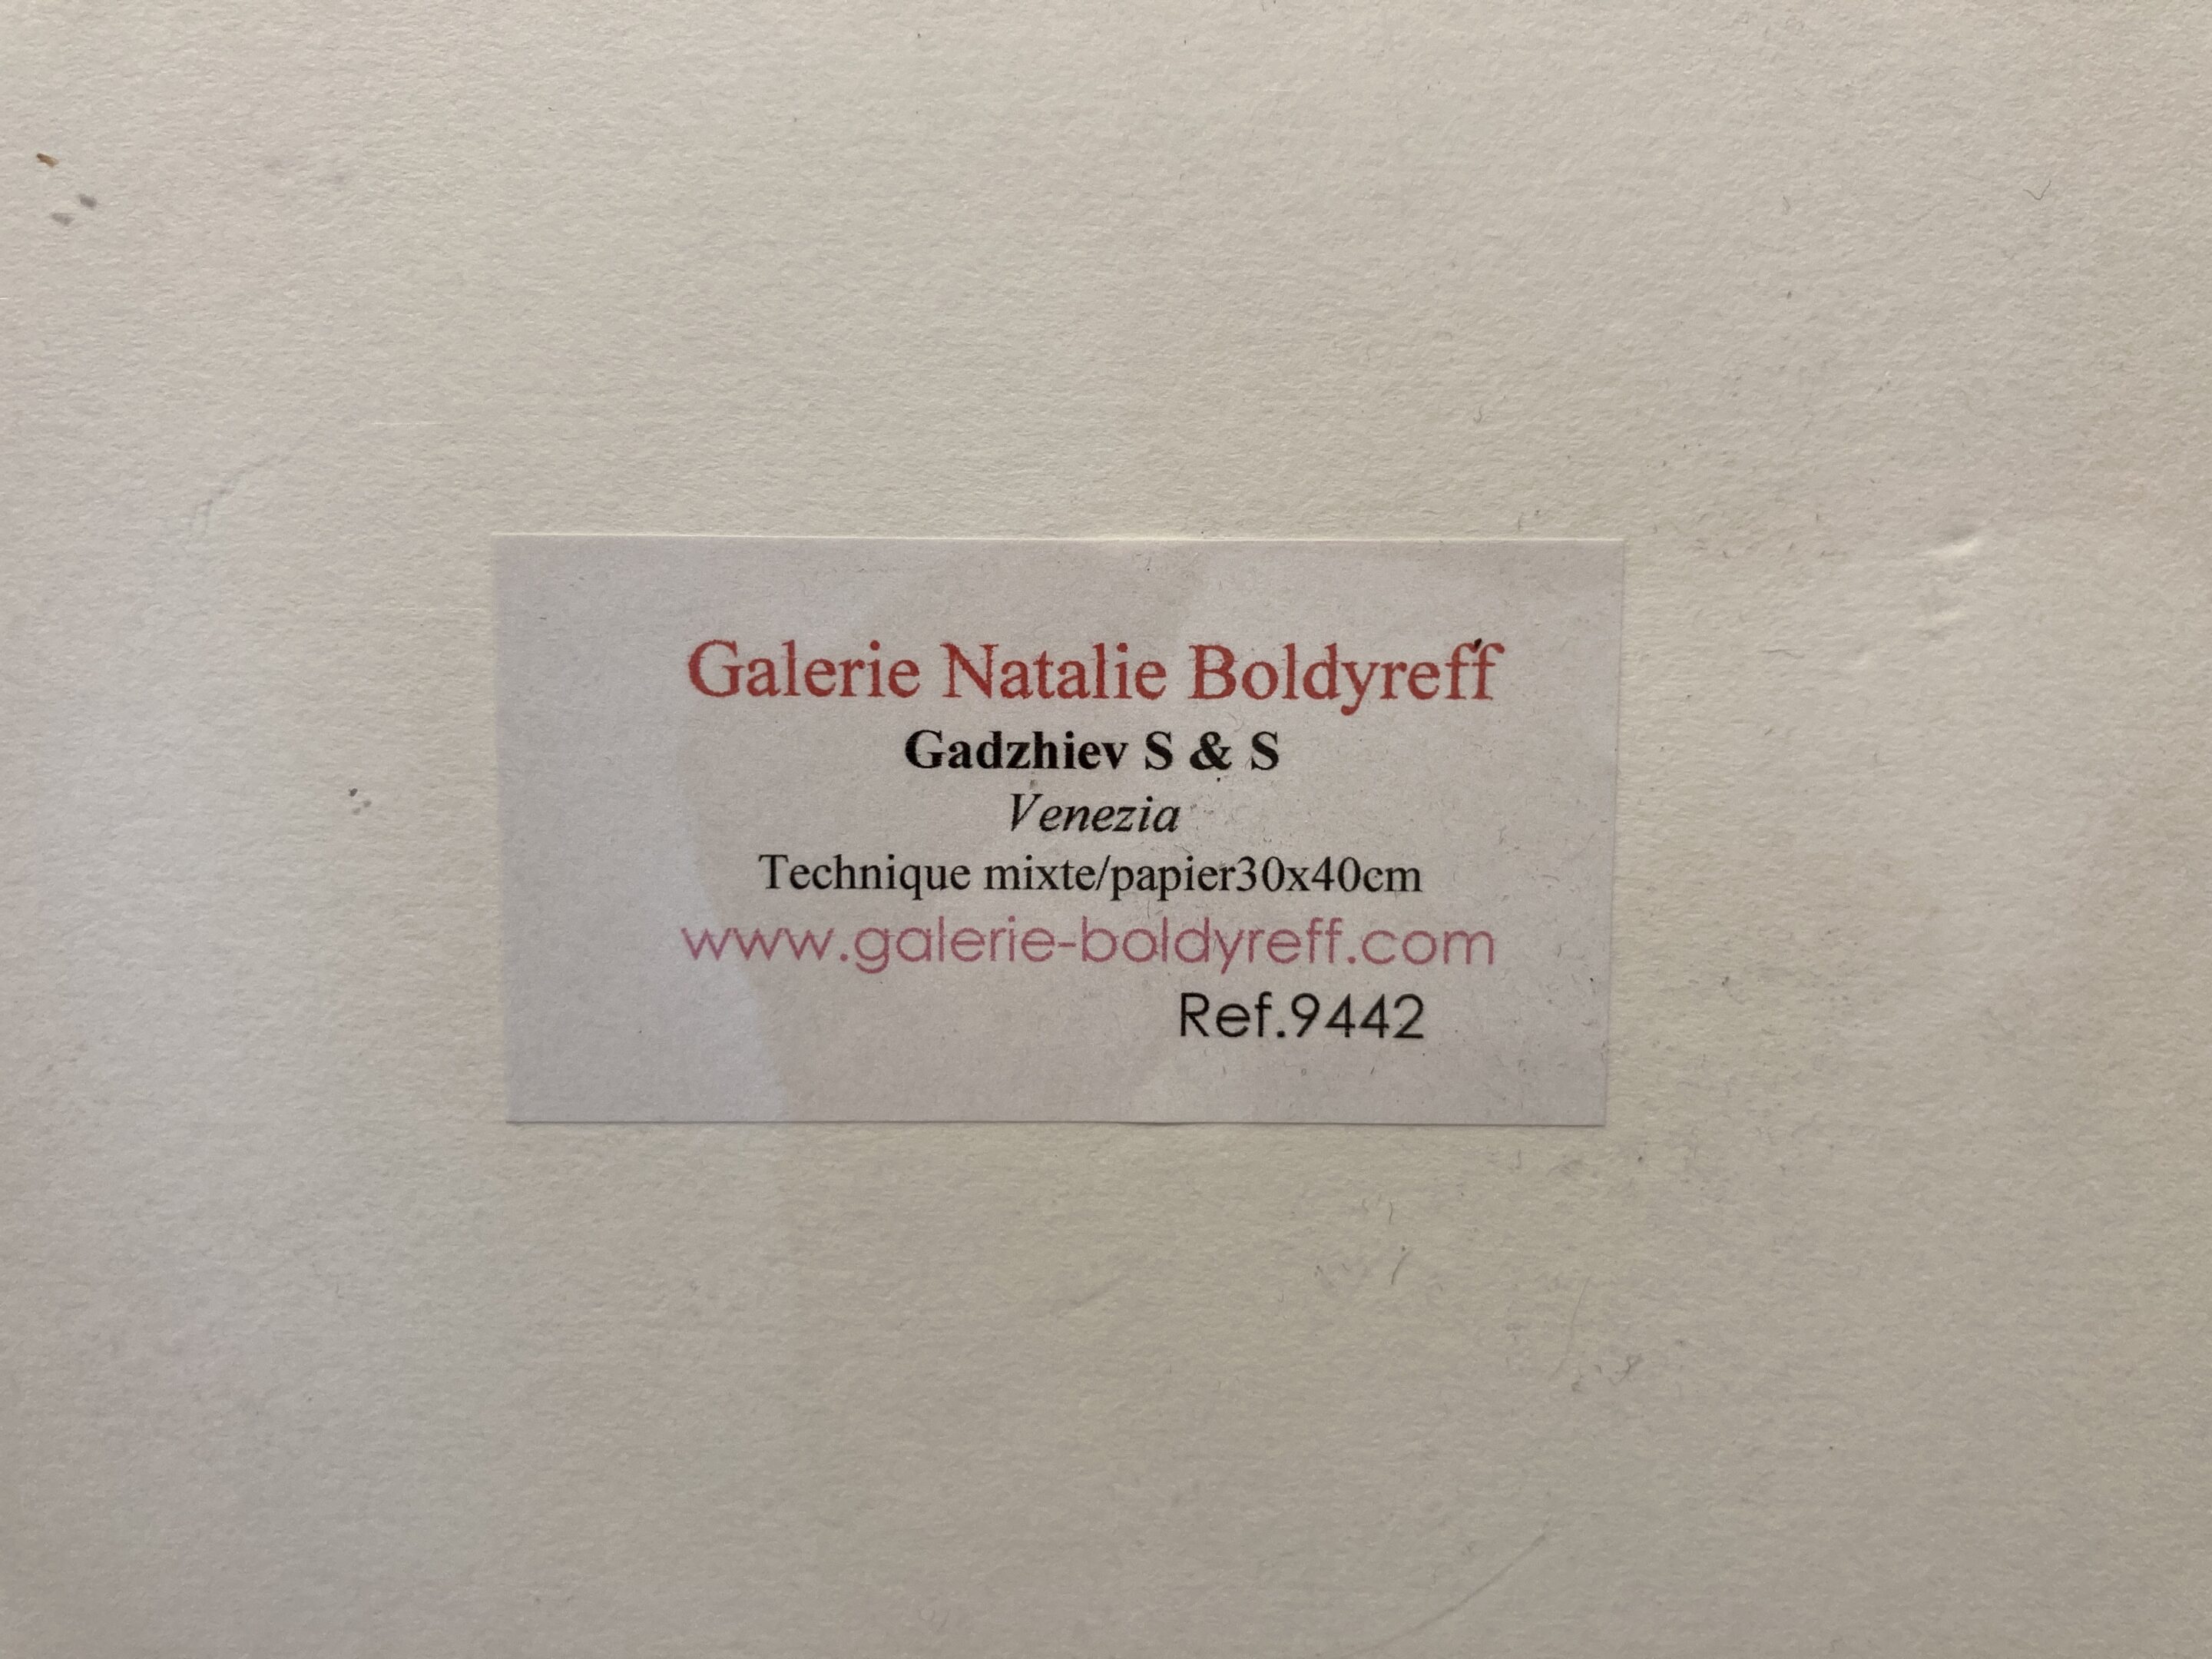 Galerie Natalie Boldyreff
Gadzhiev S & S
Venezia
Technique mixte/papier30x40cm
www.galerie-boldyreff.com
Ref.9442